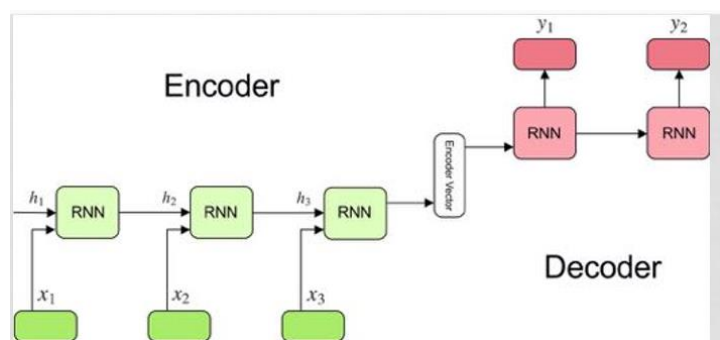 y₁ y₂
Encoder
RNN RNN
Encoder Vector
h₁ RNN h₂ RNN h₃ RNN
Decoder
x₁ x₂ x₃